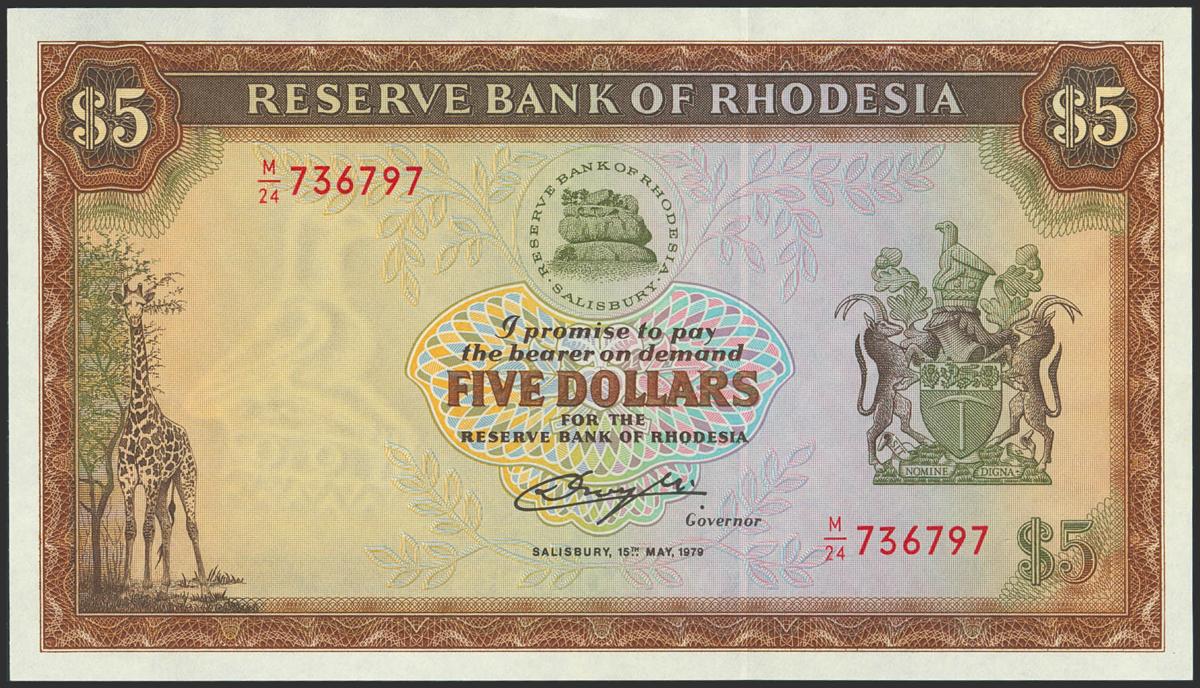 $5
RESERVE BANK OF RHODESIA
$5
M/24 736797
RESERVE BANK OF RHODESIA
· SALISBURY ·
I promise to pay
the bearer on demand
FIVE DOLLARS
FOR THE
RESERVE BANK OF RHODESIA
Governor
SALISBURY, 15TH MAY, 1979
NOMINE DIGNA
M/24 736797
$5